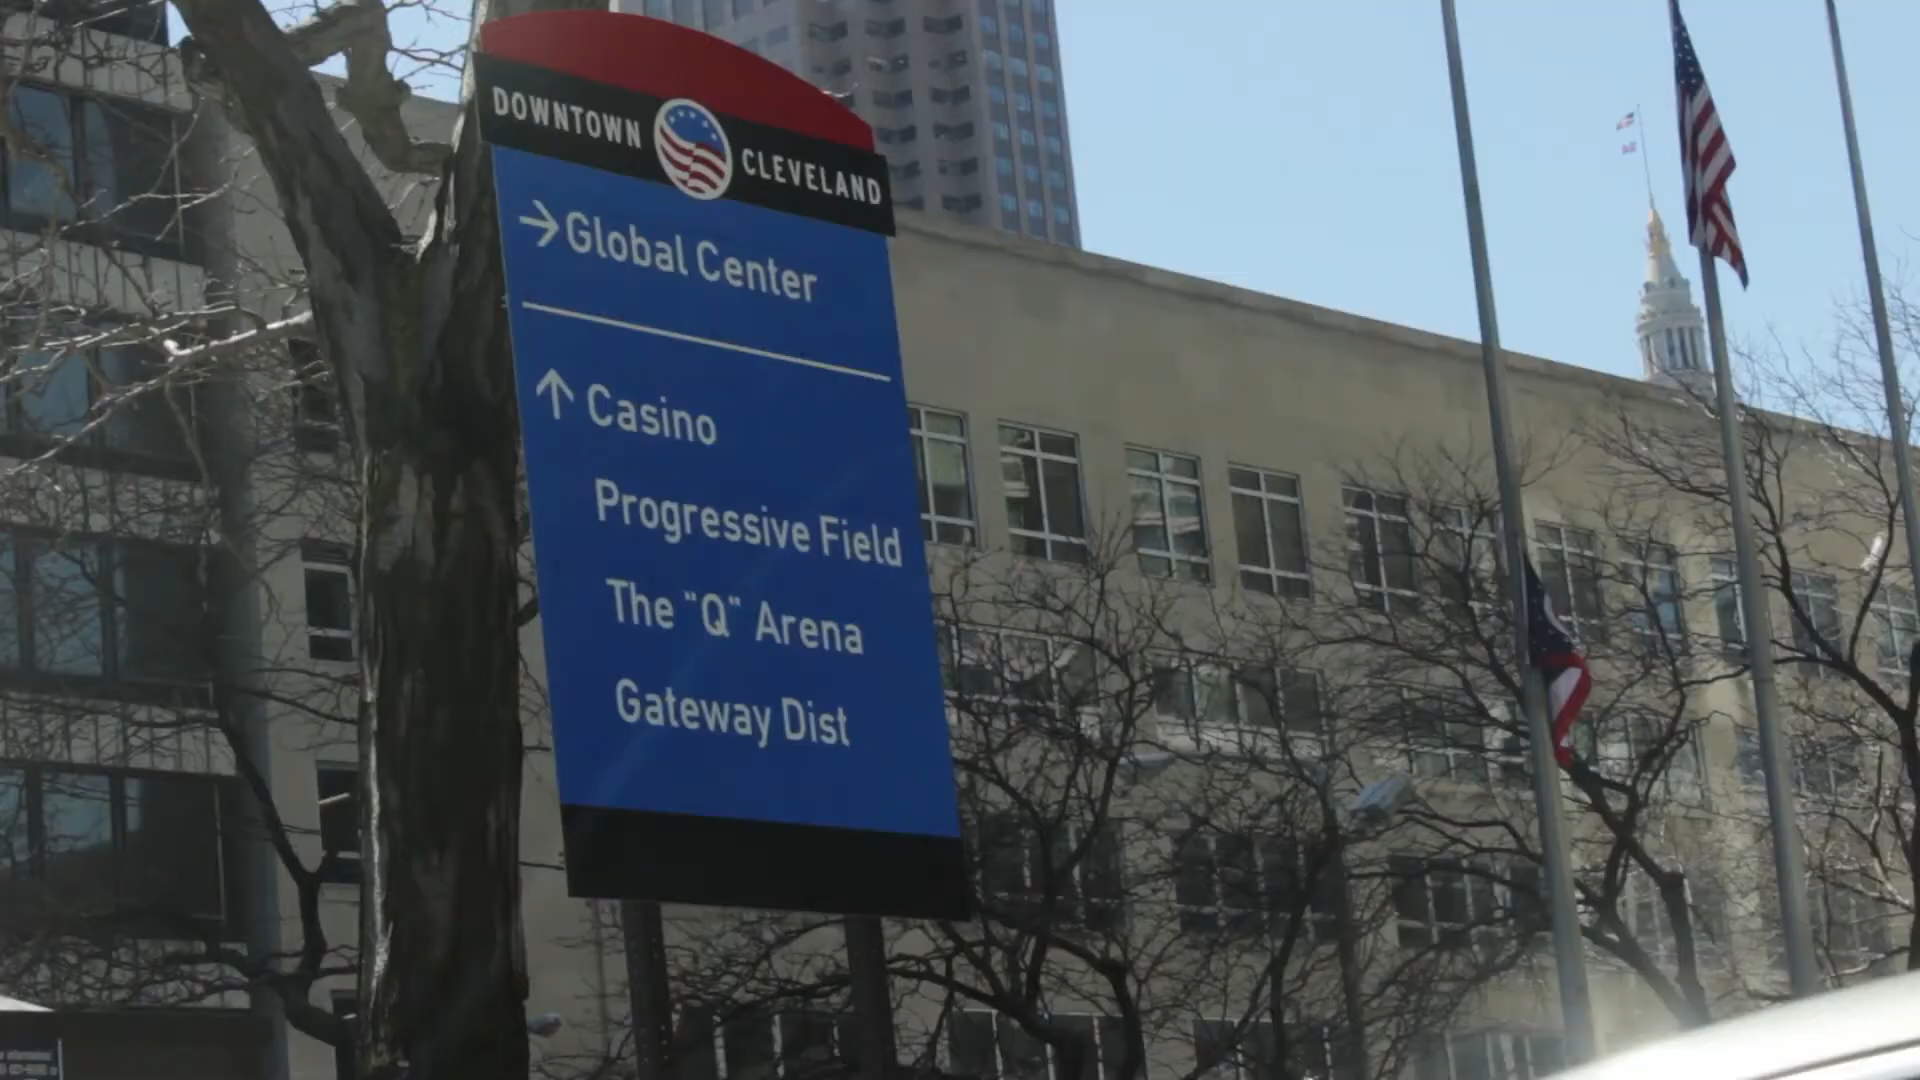 DOWNTOWN CLEVELAND
→ Global Center
↑ Casino
Progressive Field
The "Q" Arena
Gateway Dist